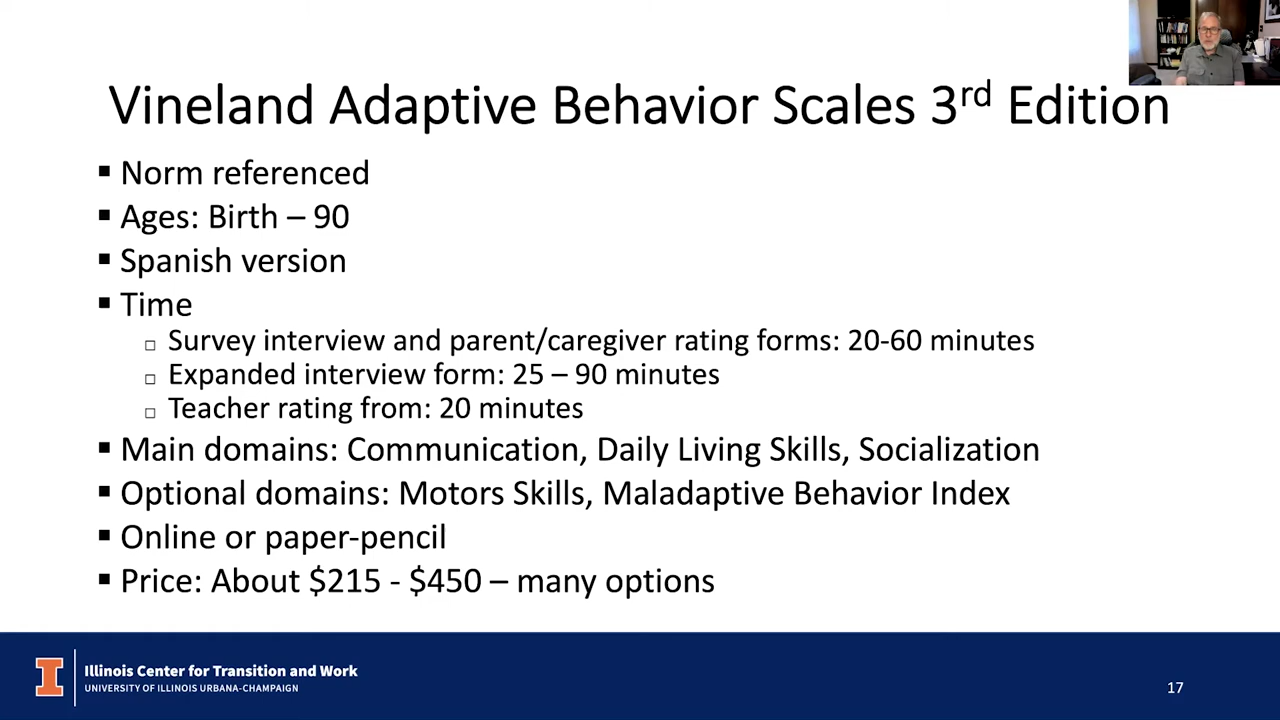 Vineland Adaptive Behavior Scales 3rd Edition
▪ Norm referenced
▪ Ages: Birth – 90
▪ Spanish version
▪ Time
□ Survey interview and parent/caregiver rating forms: 20-60 minutes
□ Expanded interview form: 25 – 90 minutes
□ Teacher rating from: 20 minutes
▪ Main domains: Communication, Daily Living Skills, Socialization
▪ Optional domains: Motors Skills, Maladaptive Behavior Index
▪ Online or paper-pencil
▪ Price: About $215 - $450 – many options
I
Illinois Center for Transition and Work
UNIVERSITY OF ILLINOIS URBANA-CHAMPAIGN
17